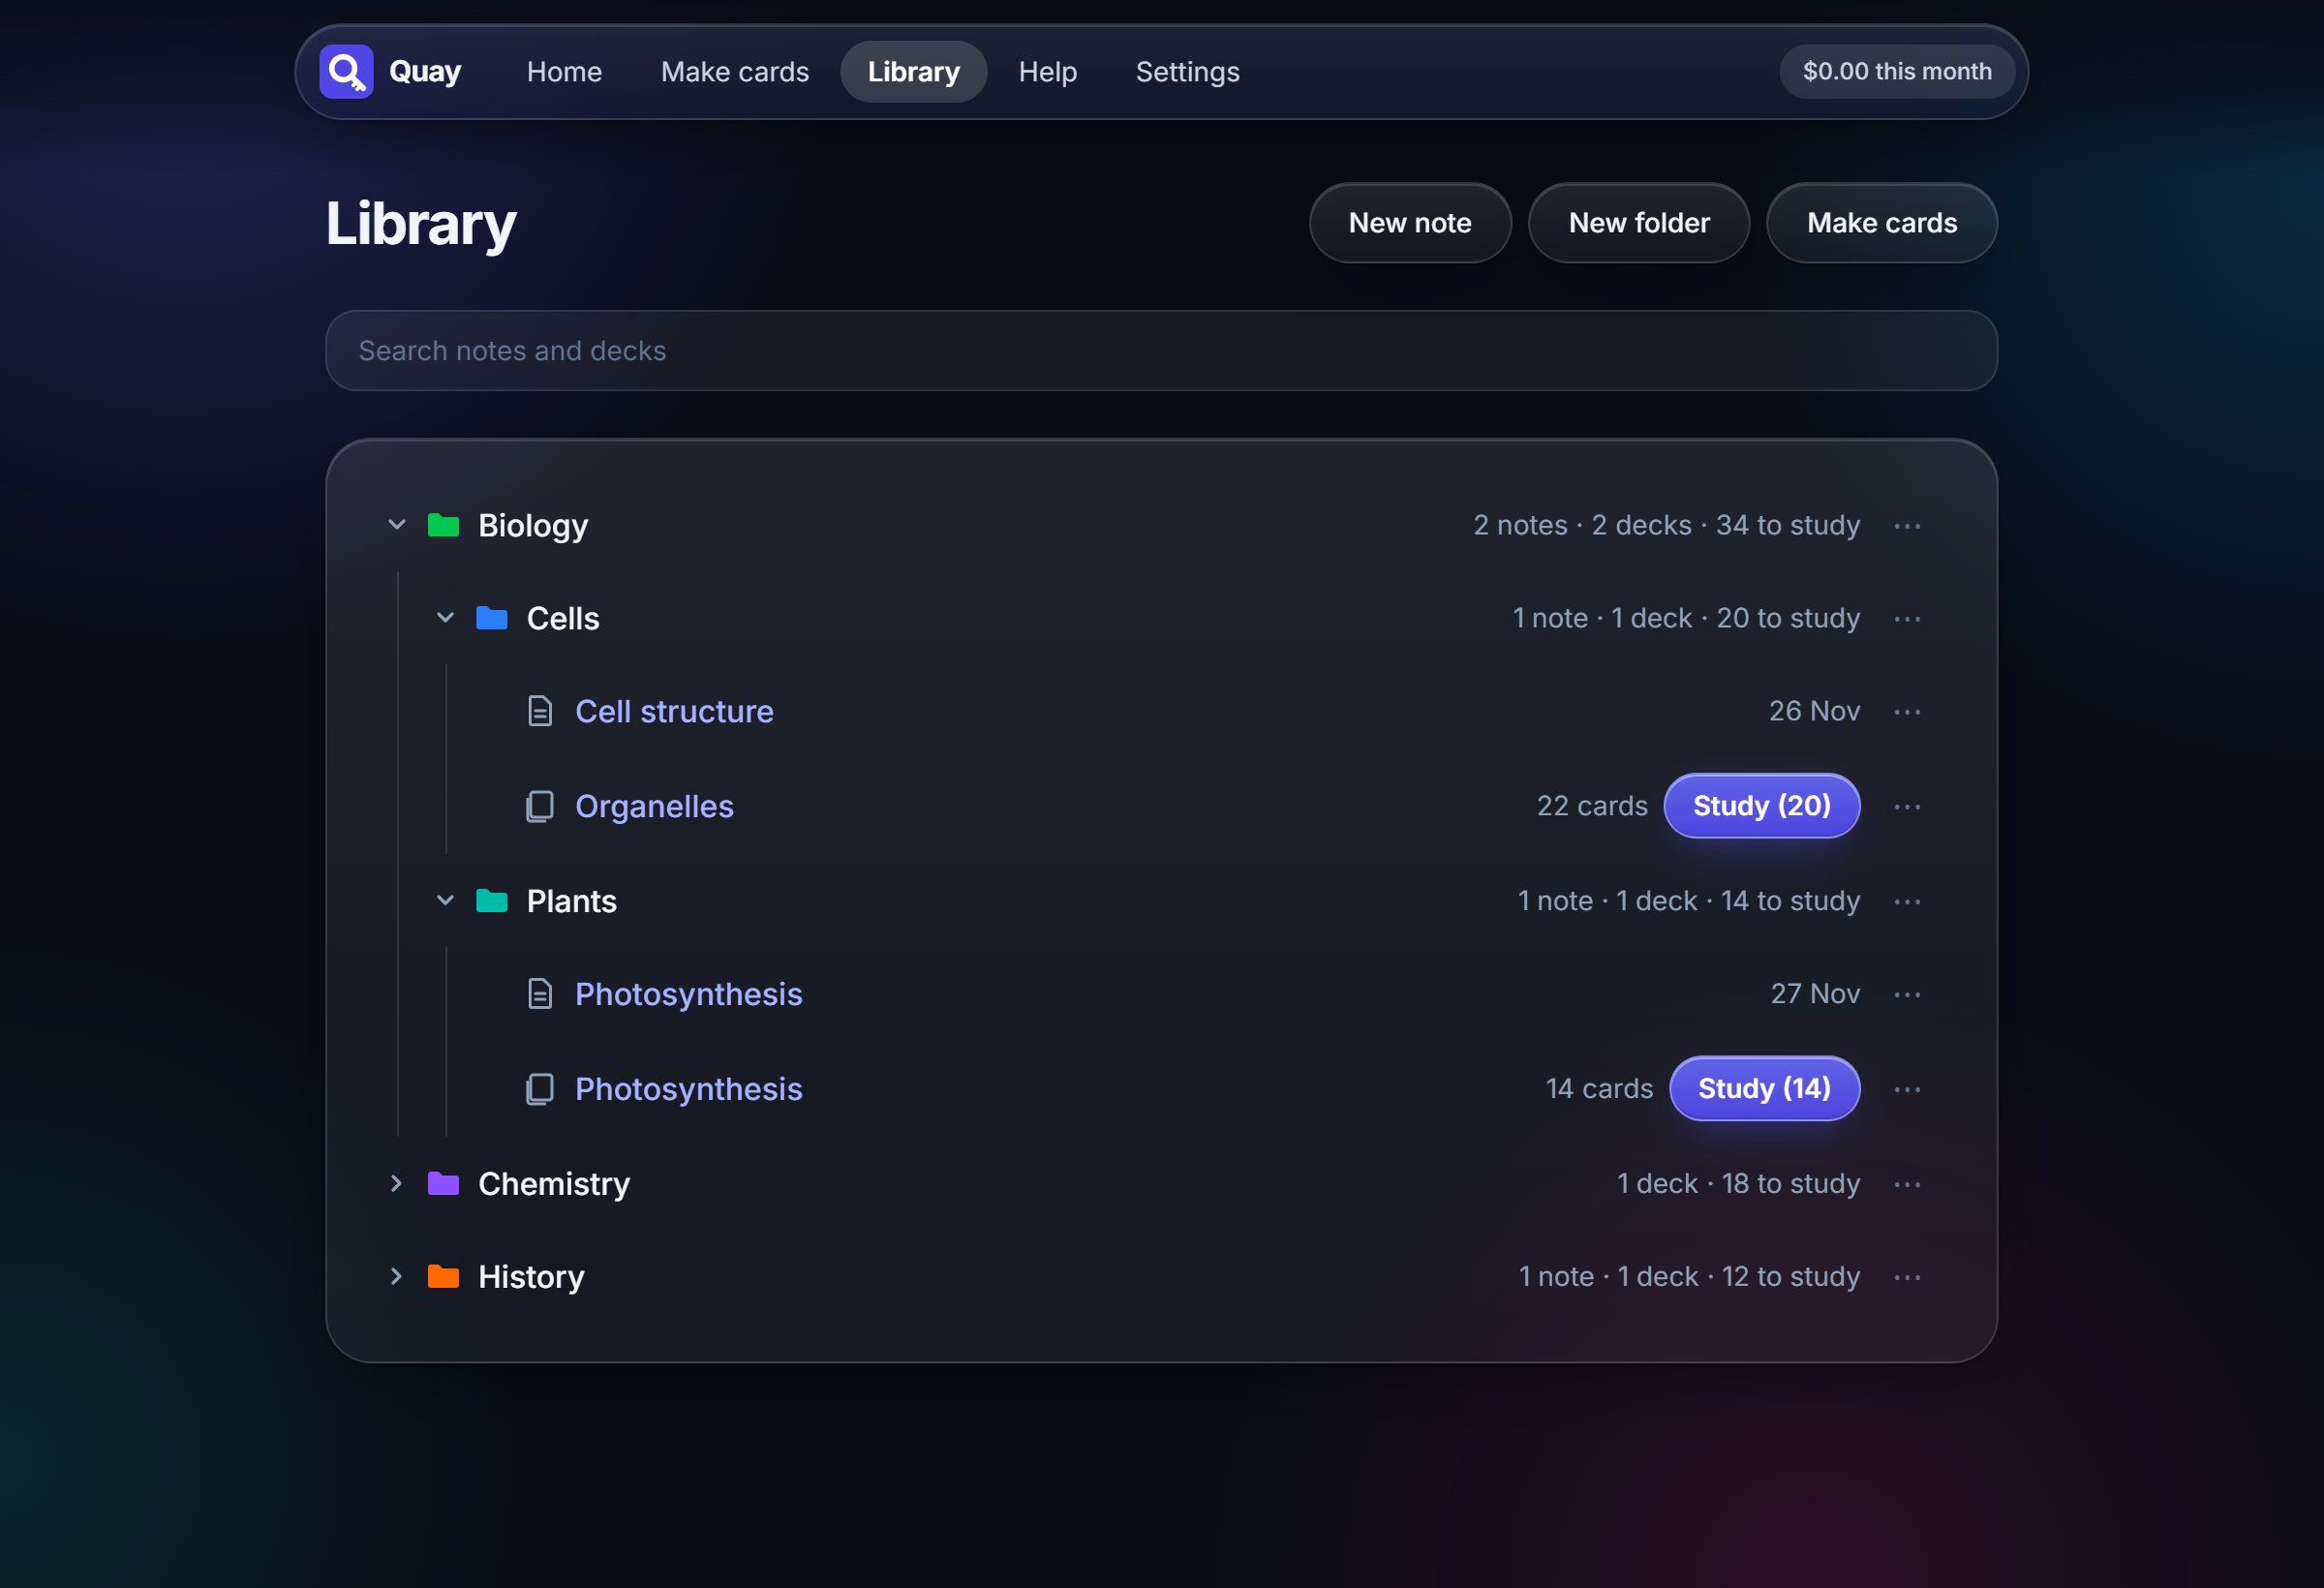 Quay Home Make cards Library Help Settings $0.00 this month
Library New note New folder Make cards
Search notes and decks
Biology 2 notes · 2 decks · 34 to study ···
Cells 1 note · 1 deck · 20 to study ···
Cell structure 26 Nov ···
Organelles 22 cards Study (20) ···
Plants 1 note · 1 deck · 14 to study ···
Photosynthesis 27 Nov ···
Photosynthesis 14 cards Study (14) ···
Chemistry 1 deck · 18 to study ···
History 1 note · 1 deck · 12 to study ···